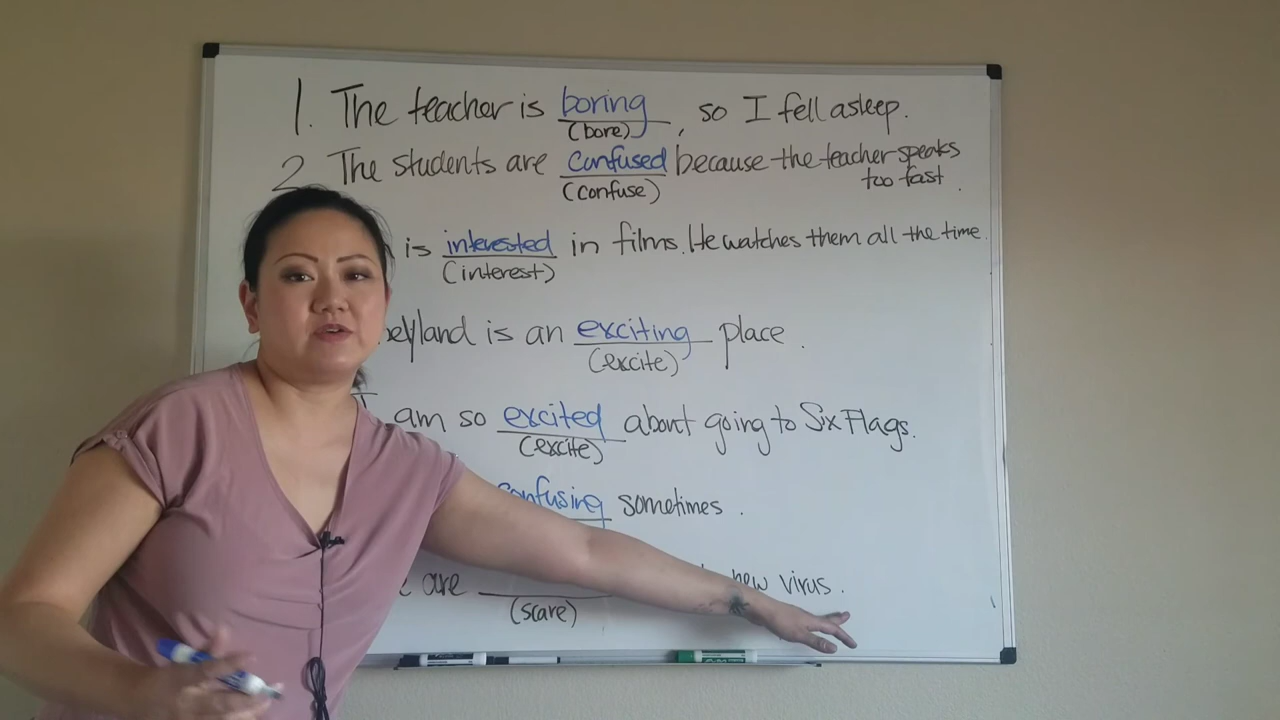 1. The teacher is boring, so I fell asleep.
(bore)
2 The students are confused because the teacher speaks
too fast.
(confuse)
is interested in films. He watches them all the time.
(interest)
is an exciting place.
(excite)
I am so excited about going to Six Flags.
(excite)
sometimes.
are ______ new virus.
(scare)